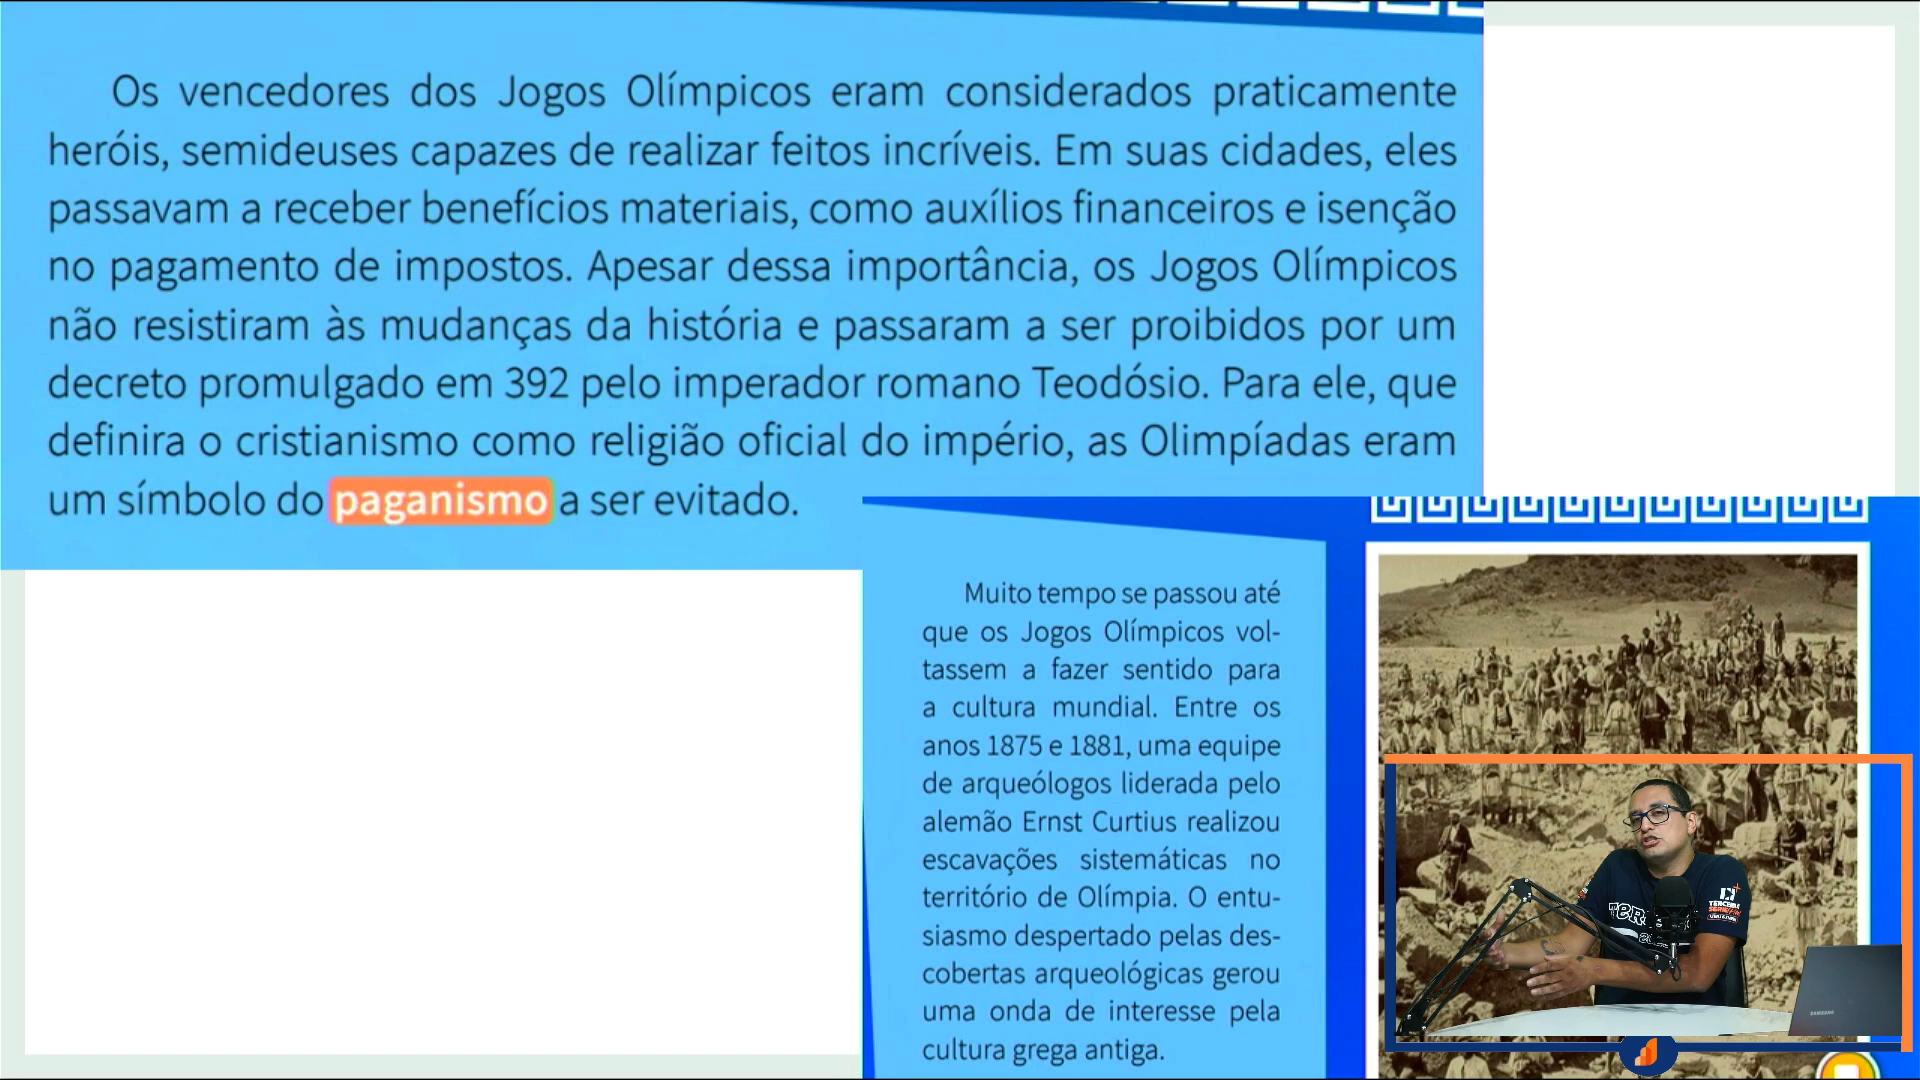 Os vencedores dos Jogos Olímpicos eram considerados praticamente
heróis, semideuses capazes de realizar feitos incríveis. Em suas cidades, eles
passavam a receber benefícios materiais, como auxílios financeiros e isenção
no pagamento de impostos. Apesar dessa importância, os Jogos Olímpicos
não resistiram às mudanças da história e passaram a ser proibidos por um
decreto promulgado em 392 pelo imperador romano Teodósio. Para ele, que
definira o cristianismo como religião oficial do império, as Olimpíadas eram
um símbolo do paganismo a ser evitado.
Muito tempo se passou até
que os Jogos Olímpicos vol-
tassem a fazer sentido para
a cultura mundial. Entre os
anos 1875 e 1881, uma equipe
de arqueólogos liderada pelo
alemão Ernst Curtius realizou
escavações sistemáticas no
território de Olímpia. O entu-
siasmo despertado pelas des-
cobertas arqueológicas gerou
uma onda de interesse pela
cultura grega antiga.
SAMSUNG